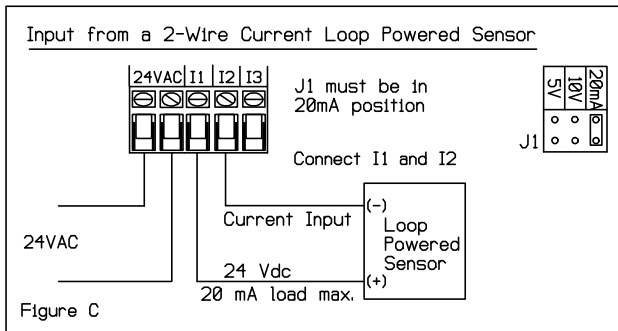 Input from a 2-Wire Current Loop Powered Sensor
24VAC I1 I2 I3
J1 must be in
20mA position
5V
10V
20mA
J1
Connect I1 and I2
Current Input
(-)
Loop
Powered
Sensor
(+)
24VAC
24 Vdc
20 mA load max.
Figure C